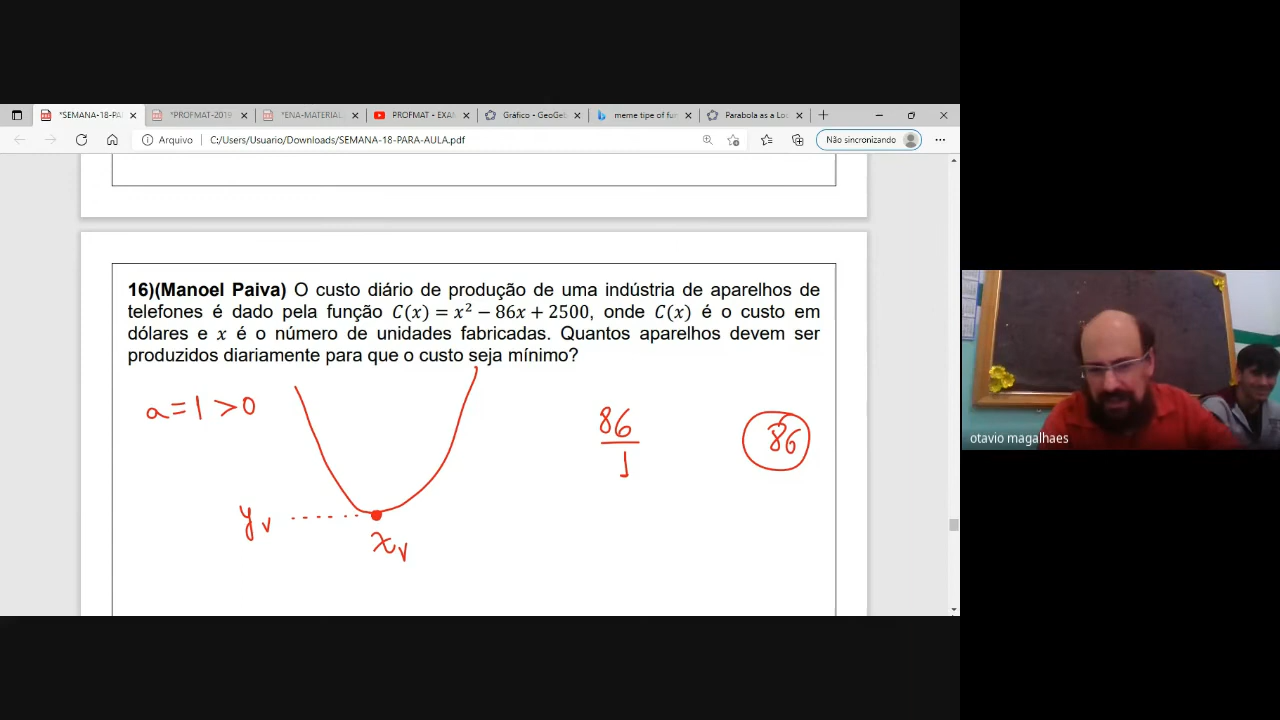 *SEMANA-18-PA
*PROFMAT-2019
*ENA-MATERIAL
PROFMAT - EXA
Gráfico - GeoGe
meme tipe of fu
Parábola as a Lo
Arquivo
C:/Users/Usuario/Downloads/SEMANA-18-PARA-AULA.pdf
Não sincronizando
16)(Manoel Paiva) O custo diário de produção de uma indústria de aparelhos de
telefones é dado pela função C(x) = x² − 86x + 2500, onde C(x) é o custo em
dólares e x é o número de unidades fabricadas. Quantos aparelhos devem ser
produzidos diariamente para que o custo seja mínimo?
a = 1 > 0
86
1
86
yv
xv
otavio magalhaes